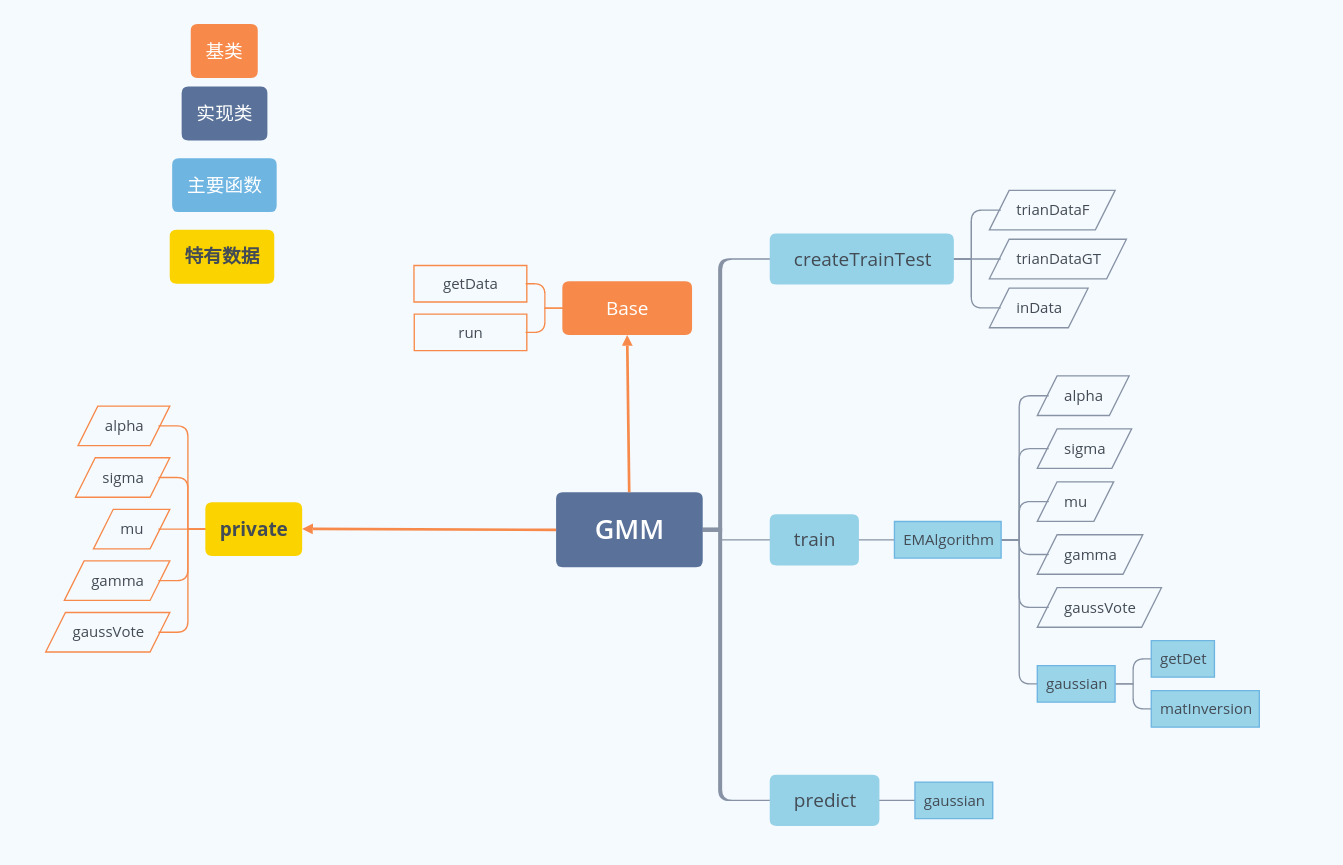 基类
实现类
主要函数
特有数据
getData
run
Base
alpha
sigma
mu
gamma
gaussVote
private
GMM
createTrainTest
trianDataF
trianDataGT
inData
train
EMAlgorithm
alpha
sigma
mu
gamma
gaussVote
gaussian
getDet
matInversion
predict
gaussian